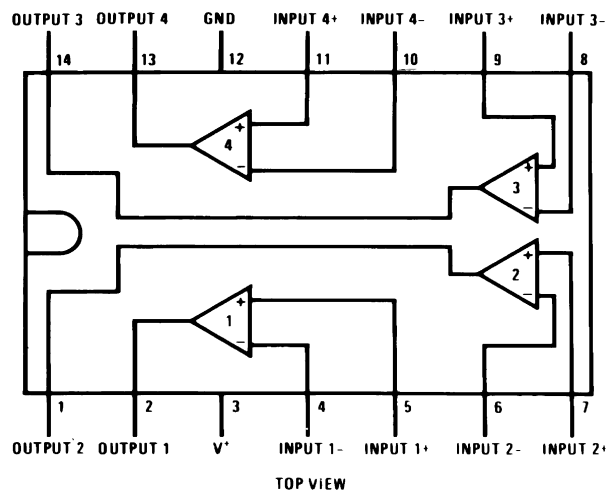 OUTPUT 3 OUTPUT 4 GND INPUT 4+ INPUT 4- INPUT 3+ INPUT 3-
14 13 12 11 10 9 8
+
4
-
+
3
-
+
2
-
+
1
-
1 2 3 4 5 6 7
OUTPUT 2 OUTPUT 1 V+ INPUT 1- INPUT 1+ INPUT 2- INPUT 2+
TOP VIEW